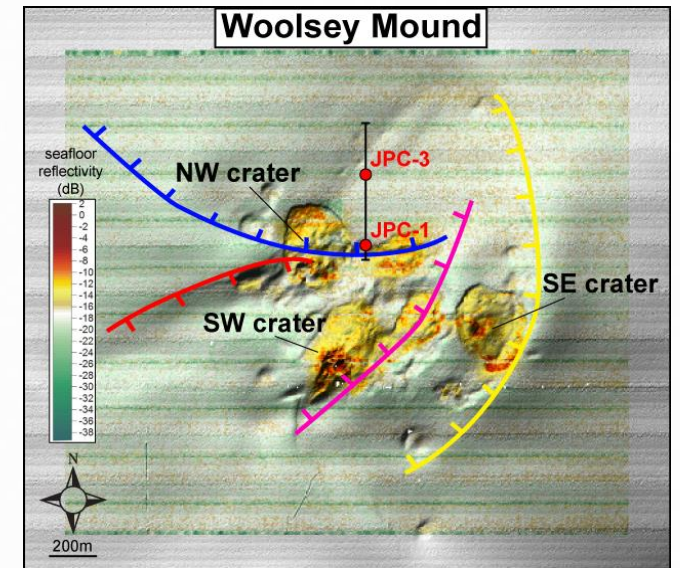 Woolsey Mound
seafloor
reflectivity
(dB)
2
0
-2
-4
-6
-8
-10
-12
-14
-16
-18
-20
-22
-24
-26
-28
-30
-32
-34
-36
-38
NW crater
JPC-3
JPC-1
SE crater
SW crater
N
200m